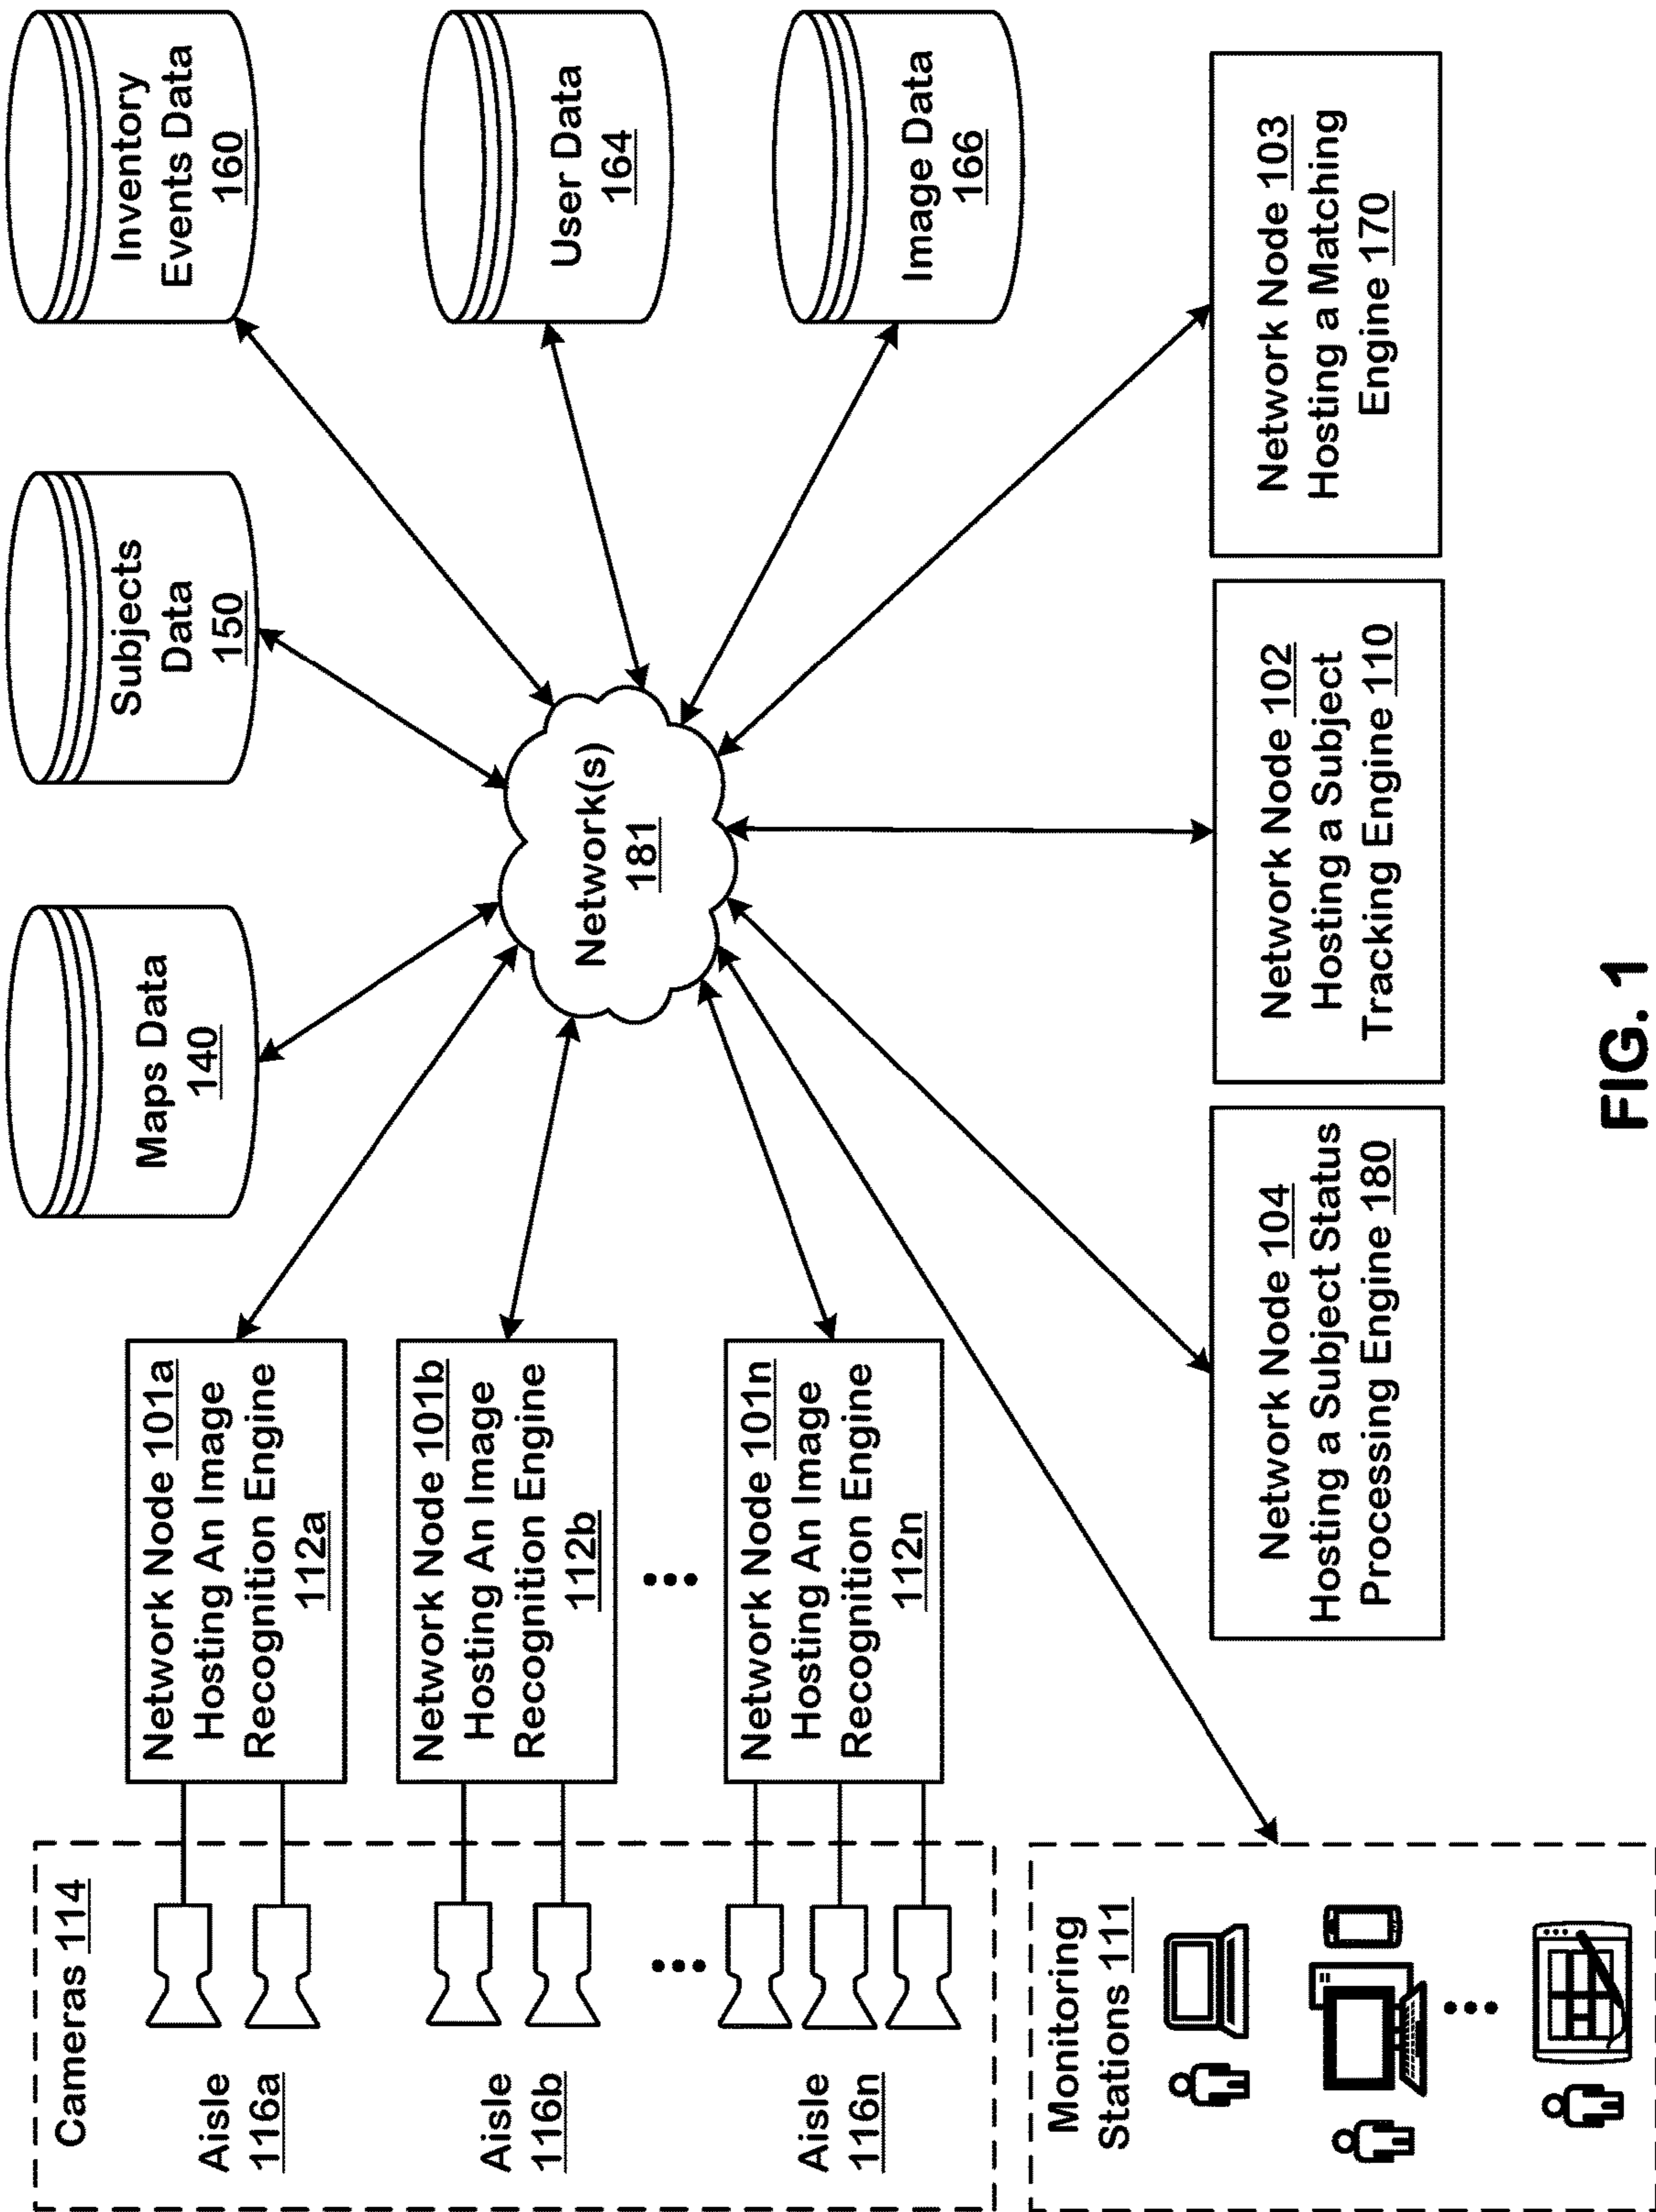 Cameras 114
Aisle
116a
Aisle
116b
Aisle
116n
Network Node 101a
Hosting An Image
Recognition Engine
112a
Network Node 101b
Hosting An Image
Recognition Engine
112b
Network Node 101n
Hosting An Image
Recognition Engine
112n
Maps Data
140
Subjects
Data
150
Inventory
Events Data
160
User Data
164
Image Data
166
Network(s)
181
Monitoring
Stations 111
Network Node 104
Hosting a Subject Status
Processing Engine 180
Network Node 102
Hosting a Subject
Tracking Engine 110
Network Node 103
Hosting a Matching
Engine 170
FIG. 1